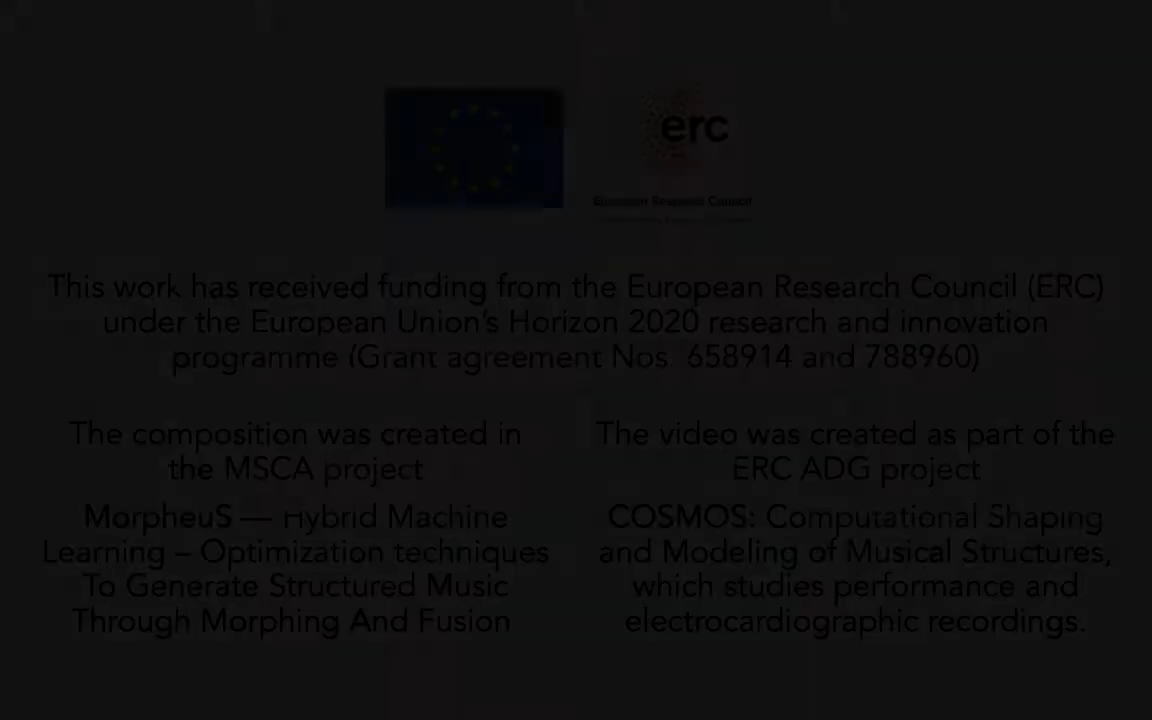 erc
European Research Council
This work has received funding from the European Research Council (ERC)
under the European Union's Horizon 2020 research and innovation
programme (Grant agreement Nos. 658914 and 788960)
The composition was created in
the MSCA project
MorpheuS — Hybrid Machine
Learning – Optimization techniques
To Generate Structured Music
Through Morphing And Fusion
The video was created as part of the
ERC ADG project
COSMOS: Computational Shaping
and Modeling of Musical Structures,
which studies performance and
electrocardiographic recordings.